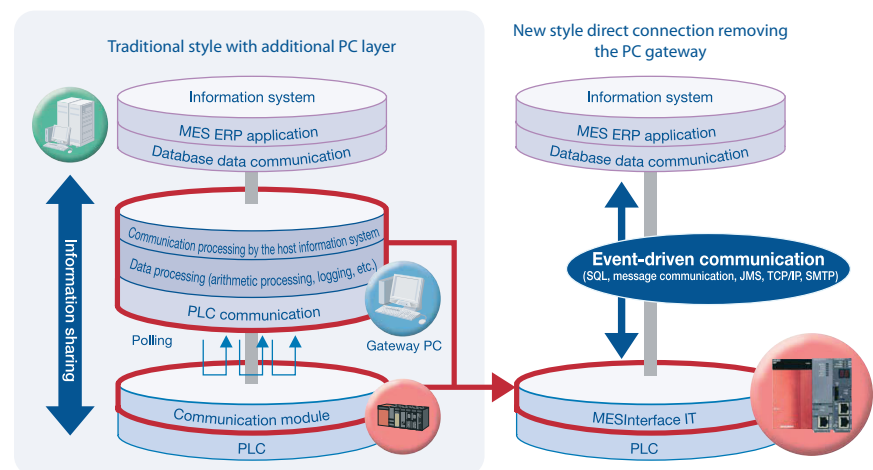 Traditional style with additional PC layer
Information system
MES ERP application
Database data communication
Information sharing
Communication processing by the host information system
Data processing (arithmetic processing, logging, etc.)
PLC communication
Gateway PC
Polling
Communication module
PLC
New style direct connection removing
the PC gateway
Information system
MES ERP application
Database data communication
Event-driven communication
(SQL, message communication, JMS, TCP/IP, SMTP)
MESInterface IT
PLC